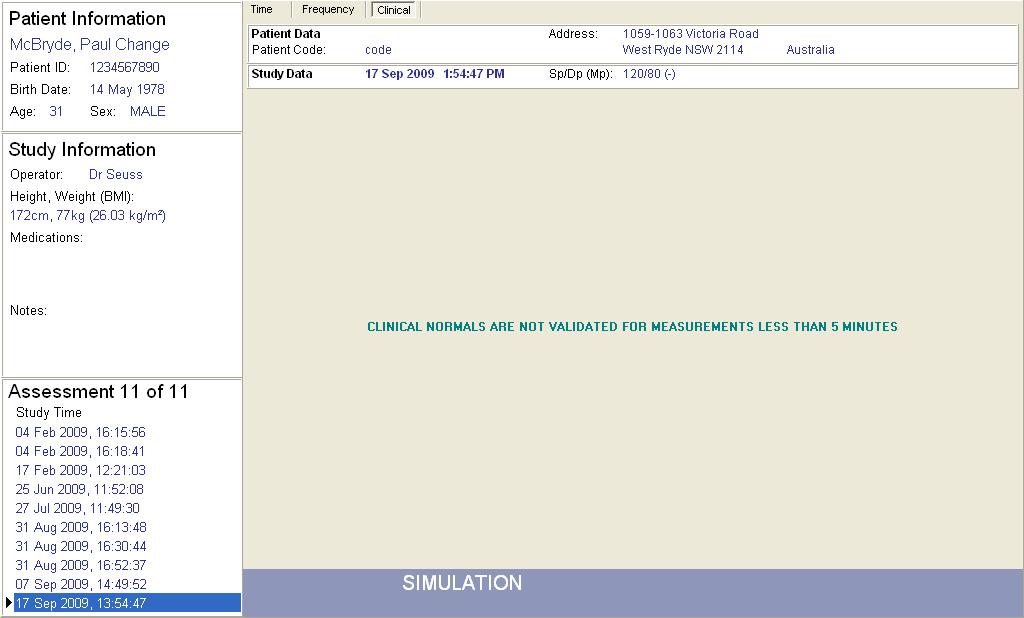 Patient Information
McBryde, Paul Change
Patient ID: 1234567890
Birth Date: 14 May 1978
Age: 31 Sex: MALE
Study Information
Operator: Dr Seuss
Height, Weight (BMI):
172cm, 77kg (26.03 kg/m²)
Medications:
Notes:
Assessment 11 of 11
Study Time
04 Feb 2009, 16:15:56
04 Feb 2009, 16:18:41
17 Feb 2009, 12:21:03
25 Jun 2009, 11:52:08
27 Jul 2009, 11:49:30
31 Aug 2009, 16:13:48
31 Aug 2009, 16:30:44
31 Aug 2009, 16:52:37
07 Sep 2009, 14:49:52
17 Sep 2009, 13:54:47
Time Frequency Clinical
Patient Data Address: 1059-1063 Victoria Road
Patient Code: code West Ryde NSW 2114 Australia
Study Data 17 Sep 2009 1:54:47 PM Sp/Dp (Mp): 120/80 (-)
CLINICAL NORMALS ARE NOT VALIDATED FOR MEASUREMENTS LESS THAN 5 MINUTES
SIMULATION